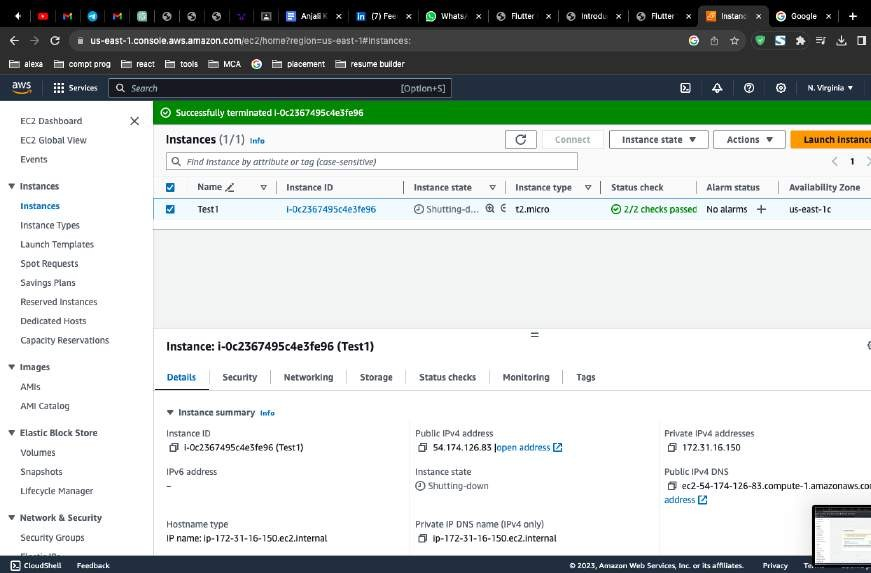 Anjali K
(7) Fee
WhatsA
Flutter
Introdu
Flutter
Instanc
Google
us-east-1.console.aws.amazon.com/ec2/home?region=us-east-1#Instances:
alexa
compt prog
react
tools
MCA
placement
resume builder
aws
Services
Search
[Option+S]
N. Virginia
EC2 Dashboard
EC2 Global View
Events
Instances
Instances
Instance Types
Launch Templates
Spot Requests
Savings Plans
Reserved Instances
Dedicated Hosts
Capacity Reservations
Images
AMIs
AMI Catalog
Elastic Block Store
Volumes
Snapshots
Lifecycle Manager
Network & Security
Security Groups
Successfully terminated i-0c2367495c4e3fe96
Instances (1/1) Info
Connect
Instance state
Actions
Launch instance
Find Instance by attribute or tag (case-sensitive)
1
Name Instance ID Instance state Instance type Status check Alarm status Availability Zone
Test1 i-0c2367495c4e3fe96 Shutting-d... t2.micro 2/2 checks passed No alarms + us-east-1c
Instance: i-0c2367495c4e3fe96 (Test1)
Details Security Networking Storage Status checks Monitoring Tags
Instance summary Info
Instance ID
i-0c2367495c4e3fe96 (Test1)
Public IPv4 address
54.174.126.83 |open address
Private IPv4 addresses
172.31.16.150
IPv6 address
–
Instance state
Shutting-down
Public IPv4 DNS
ec2-54-174-126-83.compute-1.amazonaws.co
address
Hostname type
IP name: ip-172-31-16-150.ec2.internal
Private IP DNS name (IPv4 only)
ip-172-31-16-150.ec2.internal
CloudShell Feedback
© 2023, Amazon Web Services, Inc. or its affiliates. Privacy